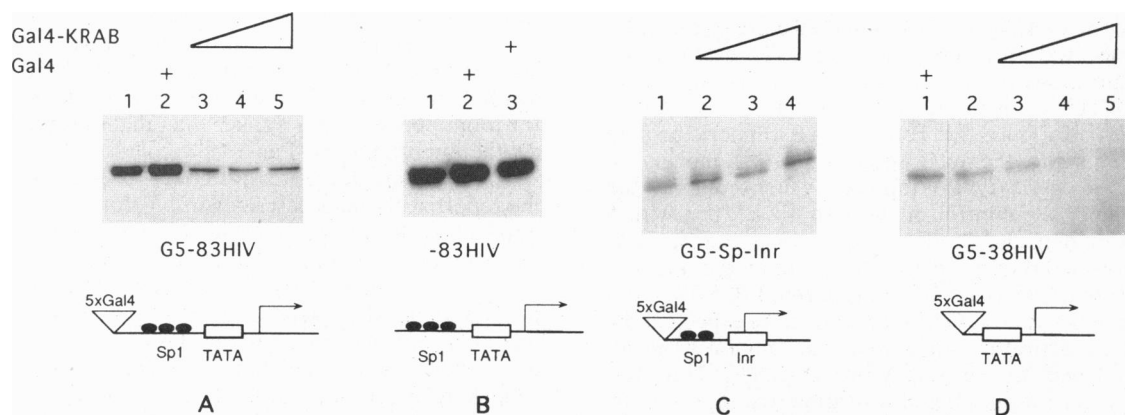 Gal4-KRAB
Gal4
+
1 2 3 4 5
+ +
1 2 3
1 2 3 4
+
1 2 3 4 5
G5-83HIV
-83HIV
G5-Sp-Inr
G5-38HIV
5xGal4
Sp1 TATA
Sp1 TATA
5xGal4
Sp1 Inr
5xGal4
TATA
A B C D